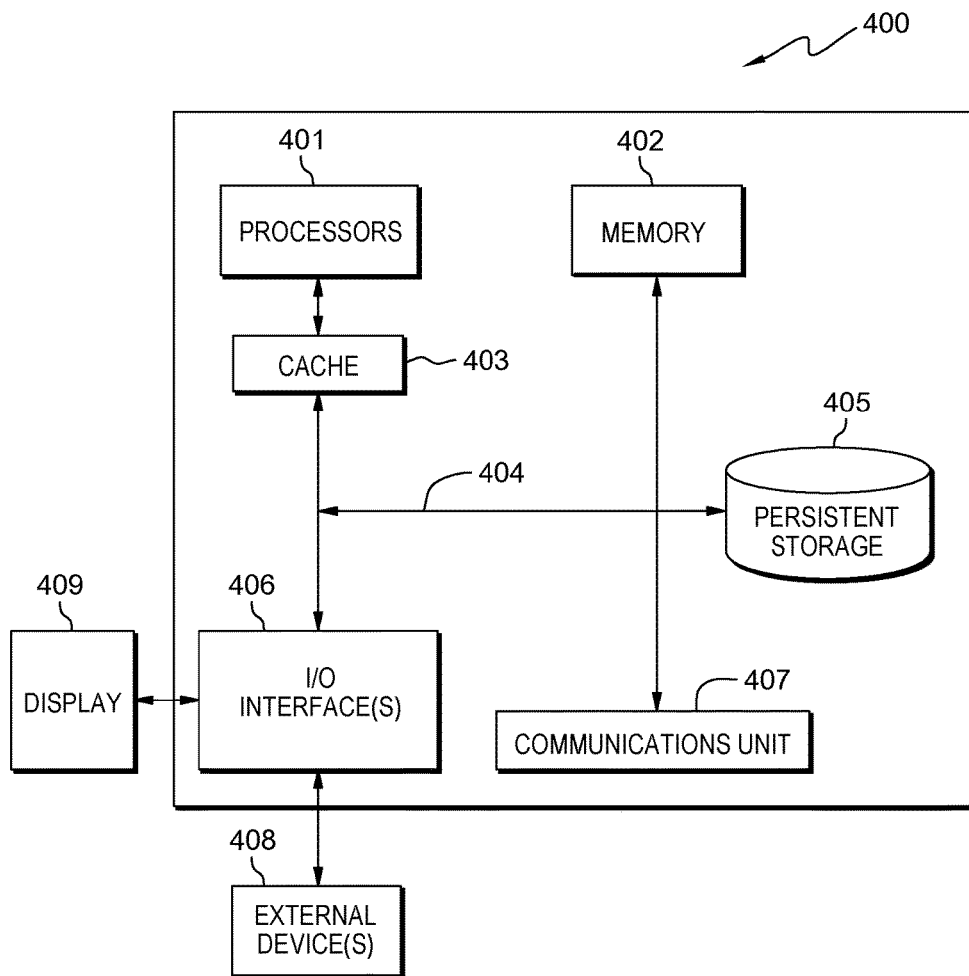 400
401
402
PROCESSORS
MEMORY
CACHE
403
405
404
PERSISTENT
STORAGE
409
406
DISPLAY
I/O
INTERFACE(S)
407
COMMUNICATIONS UNIT
408
EXTERNAL
DEVICE(S)